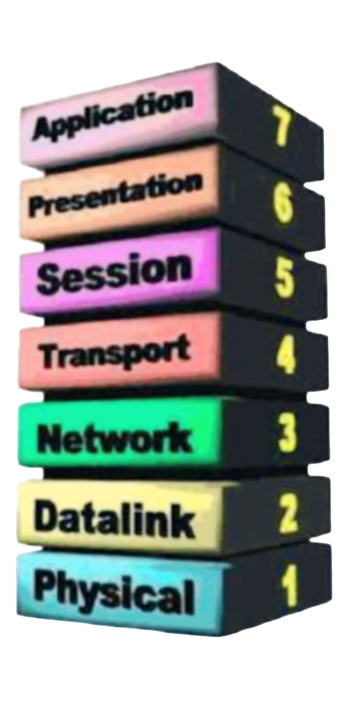 Application 7
Presentation 6
Session 5
Transport 4
Network 3
Datalink 2
Physical 1